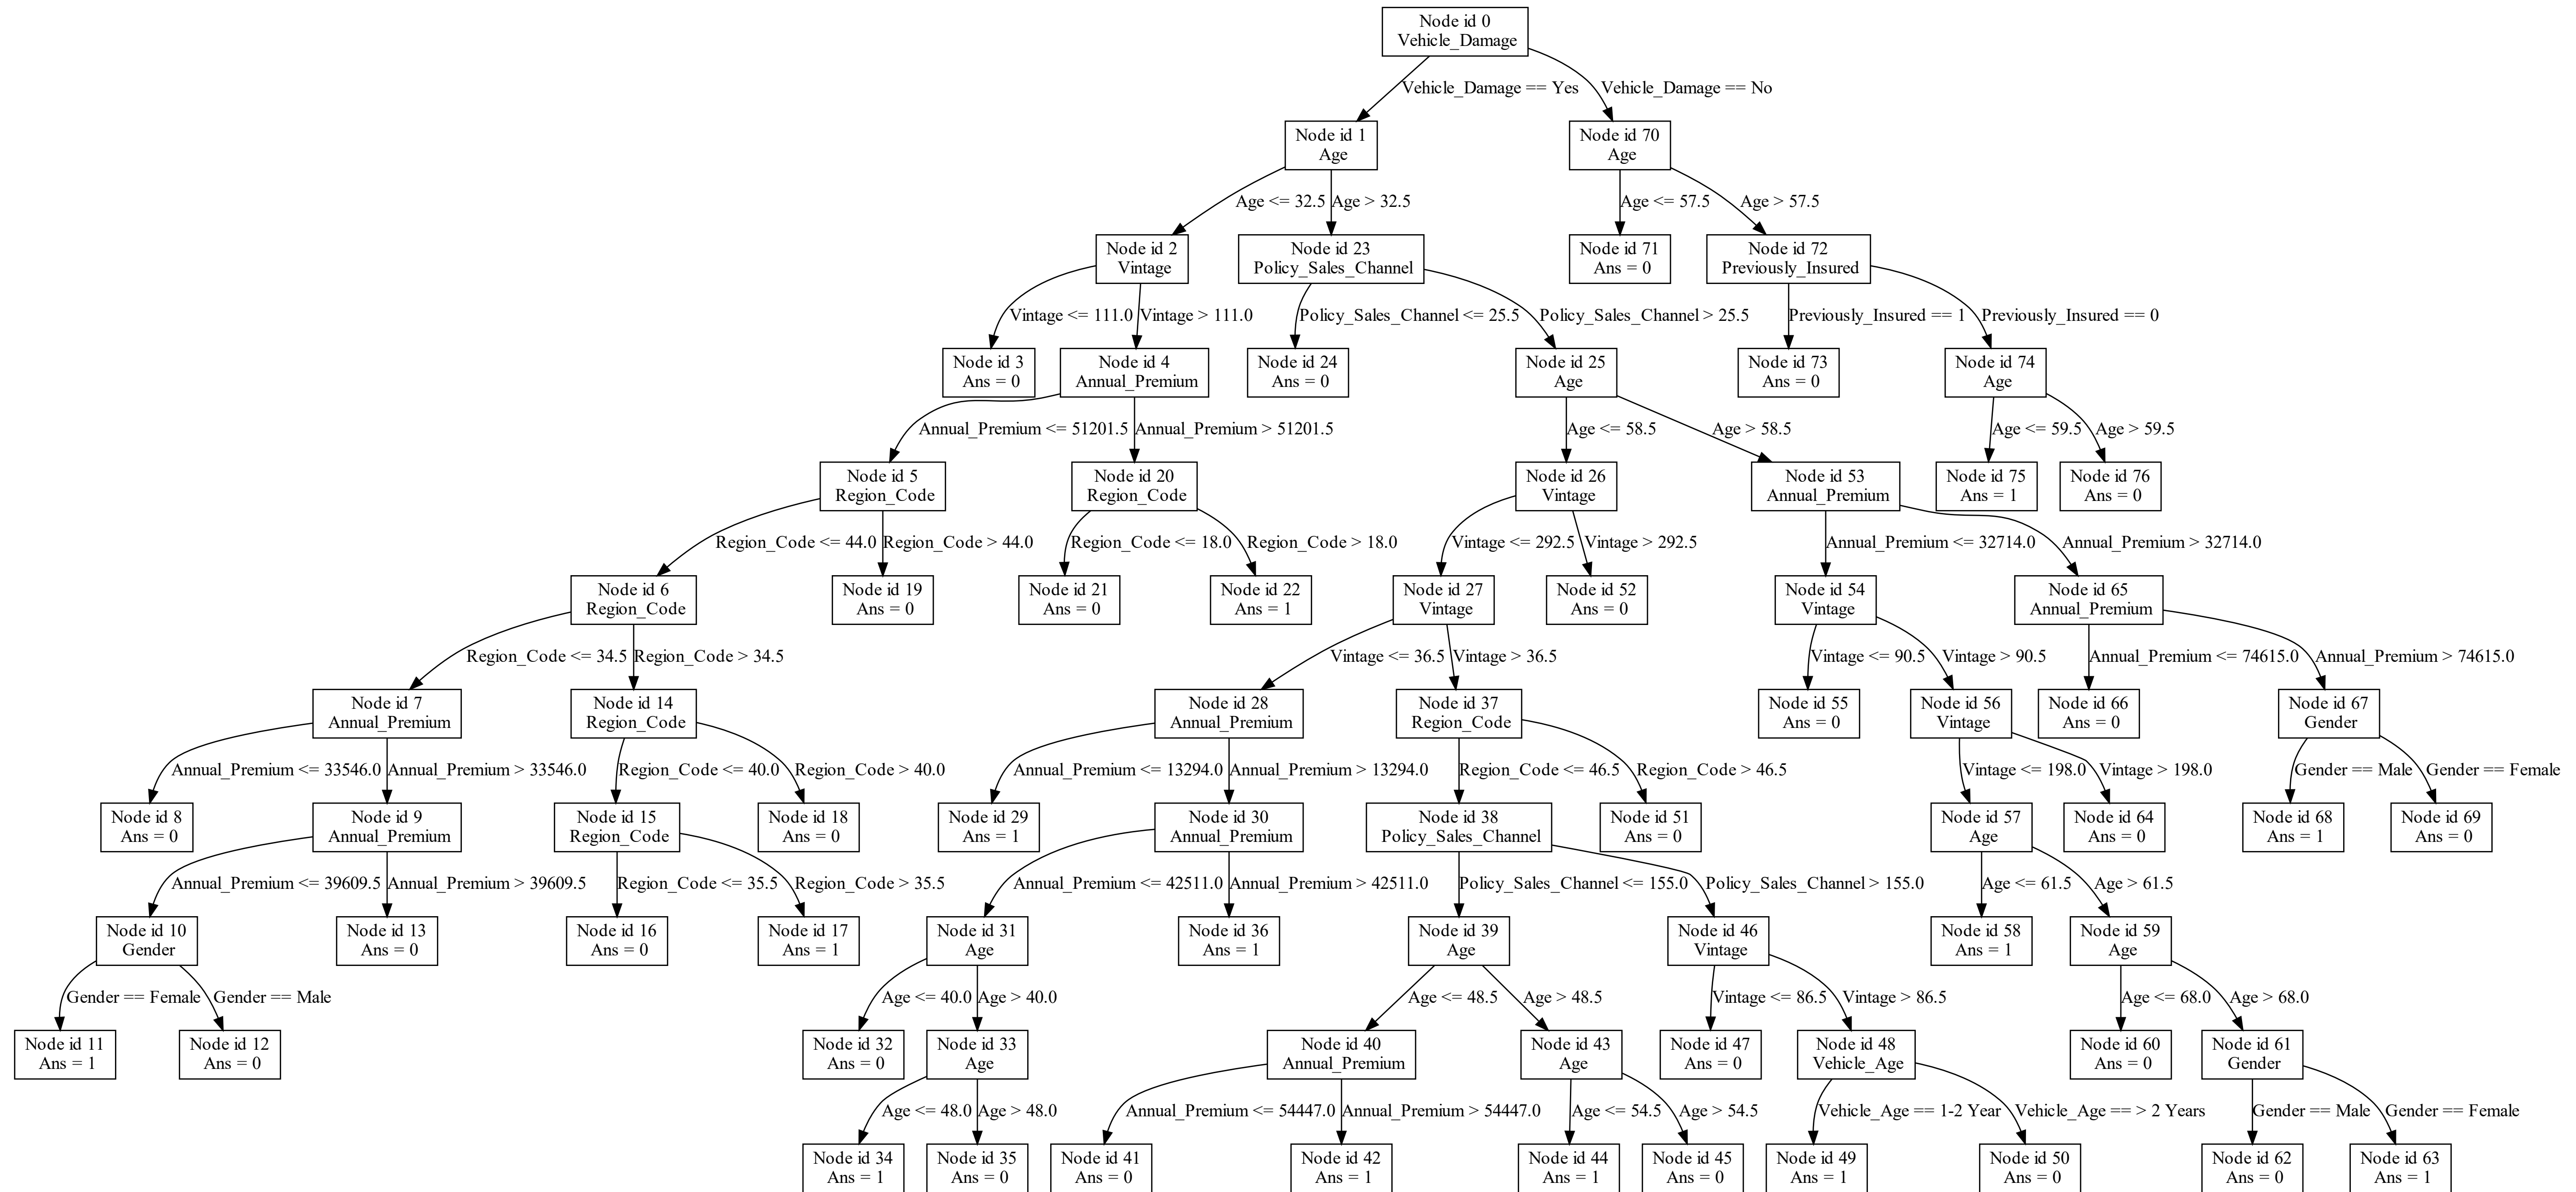 Node id 0
Vehicle_Damage
Vehicle_Damage == Yes
Vehicle_Damage == No
Node id 1
Age
Node id 70
Age
Age <= 32.5
Age > 32.5
Age <= 57.5
Age > 57.5
Node id 2
Vintage
Node id 23
Policy_Sales_Channel
Node id 71
Ans = 0
Node id 72
Previously_Insured
Vintage <= 111.0
Vintage > 111.0
Policy_Sales_Channel <= 25.5
Policy_Sales_Channel > 25.5
Previously_Insured == 1
Previously_Insured == 0
Node id 3
Ans = 0
Node id 4
Annual_Premium
Node id 24
Ans = 0
Node id 25
Age
Node id 73
Ans = 0
Node id 74
Age
Annual_Premium <= 51201.5
Annual_Premium > 51201.5
Age <= 58.5
Age > 58.5
Age <= 59.5
Age > 59.5
Node id 5
Region_Code
Node id 20
Region_Code
Node id 26
Vintage
Node id 53
Annual_Premium
Node id 75
Ans = 1
Node id 76
Ans = 0
Region_Code <= 44.0
Region_Code > 44.0
Region_Code <= 18.0
Region_Code > 18.0
Vintage <= 292.5
Vintage > 292.5
Annual_Premium <= 32714.0
Annual_Premium > 32714.0
Node id 6
Region_Code
Node id 19
Ans = 0
Node id 21
Ans = 0
Node id 22
Ans = 1
Node id 27
Vintage
Node id 52
Ans = 0
Node id 54
Vintage
Node id 65
Annual_Premium
Region_Code <= 34.5
Region_Code > 34.5
Vintage <= 36.5
Vintage > 36.5
Vintage <= 90.5
Vintage > 90.5
Annual_Premium <= 74615.0
Annual_Premium > 74615.0
Node id 7
Annual_Premium
Node id 14
Region_Code
Node id 28
Annual_Premium
Node id 37
Region_Code
Node id 55
Ans = 0
Node id 56
Vintage
Node id 66
Ans = 0
Node id 67
Gender
Annual_Premium <= 33546.0
Annual_Premium > 33546.0
Region_Code <= 40.0
Region_Code > 40.0
Annual_Premium <= 13294.0
Annual_Premium > 13294.0
Region_Code <= 46.5
Region_Code > 46.5
Vintage <= 198.0
Vintage > 198.0
Gender == Male
Gender == Female
Node id 8
Ans = 0
Node id 9
Annual_Premium
Node id 15
Region_Code
Node id 18
Ans = 0
Node id 29
Ans = 1
Node id 30
Annual_Premium
Node id 38
Policy_Sales_Channel
Node id 51
Ans = 0
Node id 57
Age
Node id 64
Ans = 0
Node id 68
Ans = 1
Node id 69
Ans = 0
Annual_Premium <= 39609.5
Annual_Premium > 39609.5
Region_Code <= 35.5
Region_Code > 35.5
Annual_Premium <= 42511.0
Annual_Premium > 42511.0
Policy_Sales_Channel <= 155.0
Policy_Sales_Channel > 155.0
Age <= 61.5
Age > 61.5
Node id 10
Gender
Node id 13
Ans = 0
Node id 16
Ans = 0
Node id 17
Ans = 1
Node id 31
Age
Node id 36
Ans = 1
Node id 39
Age
Node id 46
Vintage
Node id 58
Ans = 1
Node id 59
Age
Gender == Female
Gender == Male
Age <= 40.0
Age > 40.0
Age <= 48.5
Age > 48.5
Vintage <= 86.5
Vintage > 86.5
Age <= 68.0
Age > 68.0
Node id 11
Ans = 1
Node id 12
Ans = 0
Node id 32
Ans = 0
Node id 33
Age
Node id 40
Annual_Premium
Node id 43
Age
Node id 47
Ans = 0
Node id 48
Vehicle_Age
Node id 60
Ans = 0
Node id 61
Gender
Age <= 48.0
Age > 48.0
Annual_Premium <= 54447.0
Annual_Premium > 54447.0
Age <= 54.5
Age > 54.5
Vehicle_Age == 1-2 Year
Vehicle_Age == > 2 Years
Gender == Male
Gender == Female
Node id 34
Ans = 1
Node id 35
Ans = 0
Node id 41
Ans = 0
Node id 42
Ans = 1
Node id 44
Ans = 1
Node id 45
Ans = 0
Node id 49
Ans = 1
Node id 50
Ans = 0
Node id 62
Ans = 0
Node id 63
Ans = 1